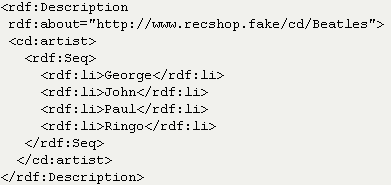 <rdf:Description
 rdf:about="http://www.recshop.fake/cd/Beatles">
 <cd:artist>
   <rdf:Seq>
     <rdf:li>George</rdf:li>
     <rdf:li>John</rdf:li>
     <rdf:li>Paul</rdf:li>
     <rdf:li>Ringo</rdf:li>
   </rdf:Seq>
  </cd:artist>
</rdf:Description>